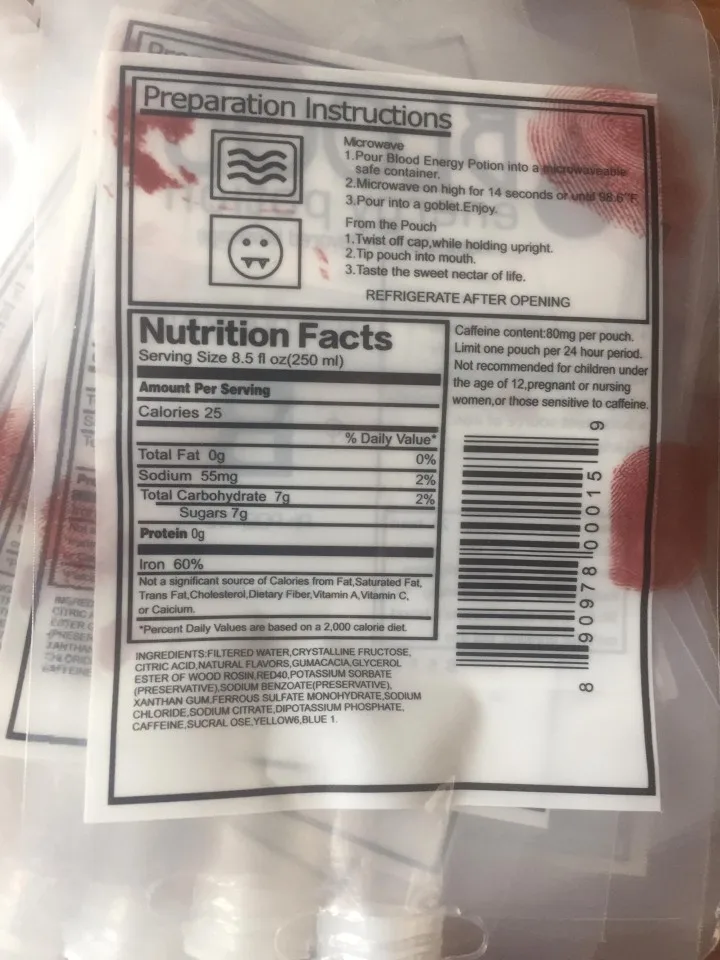 Preparation Instructions
Microwave
1.Pour Blood Energy Potion into a microwaveable
safe container.
2.Microwave on high for 14 seconds or until 98.6°F
3.Pour into a goblet.Enjoy.
From the Pouch
1.Twist off cap,while holding upright.
2.Tip pouch into mouth.
3.Taste the sweet nectar of life.
REFRIGERATE AFTER OPENING
Nutrition Facts
Serving Size 8.5 fl oz(250 ml)
Amount Per Serving
Calories 25
% Daily Value*
Total Fat 0g 0%
Sodium 55mg 2%
Total Carbohydrate 7g 2%
Sugars 7g
Protein 0g
Iron 60%
Not a significant source of Calories from Fat,Saturated Fat,
Trans Fat,Cholesterol,Dietary Fiber,Vitamin A,Vitamin C,
or Calcium.
*Percent Daily Values are based on a 2,000 calorie diet.
Caffeine content:80mg per pouch.
Limit one pouch per 24 hour period.
Not recommended for children under
the age of 12,pregnant or nursing
women,or those sensitive to caffeine.
8 90978 00015 9
INGREDIENTS:FILTERED WATER,CRYSTALLINE FRUCTOSE,
CITRIC ACID,NATURAL FLAVORS,GUMACACIA,GLYCEROL
ESTER OF WOOD ROSIN,RED40,POTASSIUM SORBATE
(PRESERVATIVE),SODIUM BENZOATE(PRESERVATIVE),
XANTHAN GUM,FERROUS SULFATE MONOHYDRATE,SODIUM
CHLORIDE,SODIUM CITRATE,DIPOTASSIUM PHOSPHATE,
CAFFEINE,SUCRAL OSE,YELLOW6,BLUE 1.